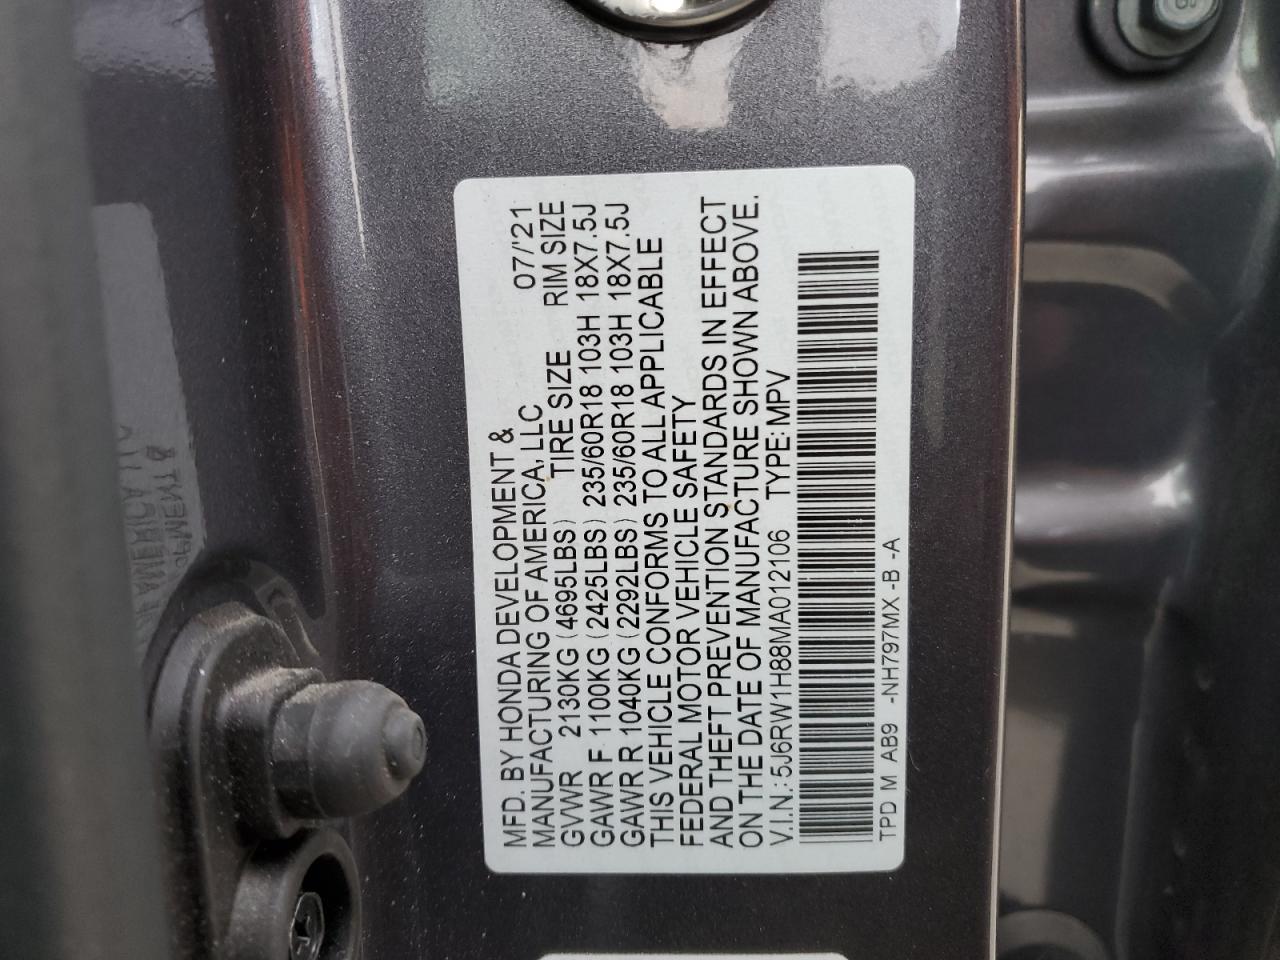 MFD. BY HONDA DEVELOPMENT &
MANUFACTURING OF AMERICA, LLC 07/'21
GVWR 2130KG (4695LBS) TIRE SIZE RIM SIZE
GAWR F 1100KG (2425LBS) 235/60R18 103H 18X7.5J
GAWR R 1040KG (2292LBS) 235/60R18 103H 18X7.5J
THIS VEHICLE CONFORMS TO ALL APPLICABLE
FEDERAL MOTOR VEHICLE SAFETY
AND THEFT PREVENTION STANDARDS IN EFFECT
ON THE DATE OF MANUFACTURE SHOWN ABOVE.
V.I.N.: 5J6RW1H88MA012106 TYPE: MPV
TPD M AB9 -NH797MX -B -A